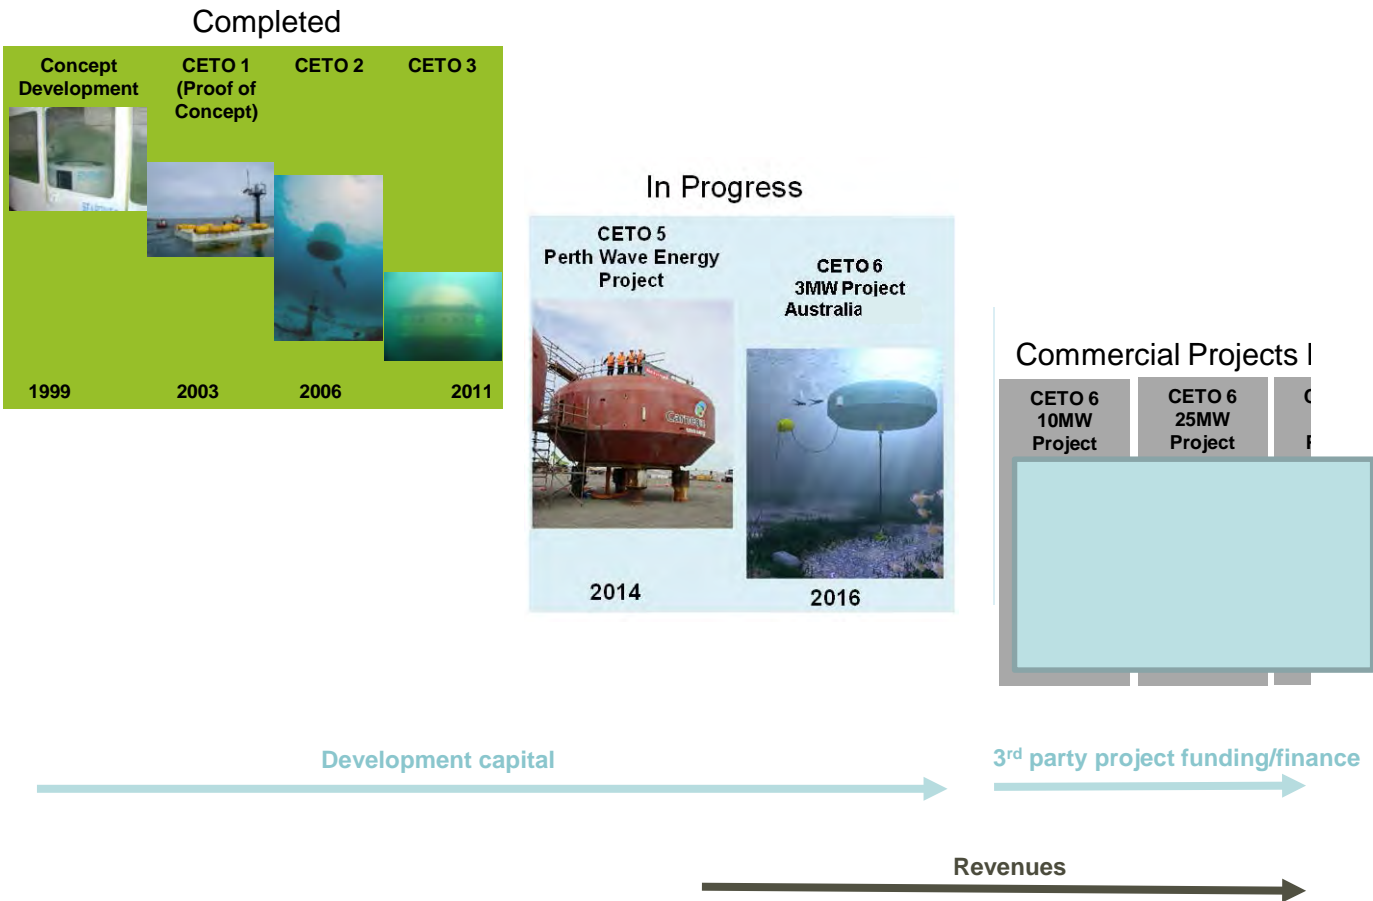 Completed
Concept
Development
CETO 1
(Proof of
Concept)
CETO 2
CETO 3
1999
2003
2006
2011
In Progress
CETO 5
Perth Wave Energy
Project
CETO 6
3MW Project
Australia
Carnegie
2014
2016
Commercial Projects
CETO 6
10MW
Project
CETO 6
25MW
Project
Development capital
3rd party project funding/finance
Revenues